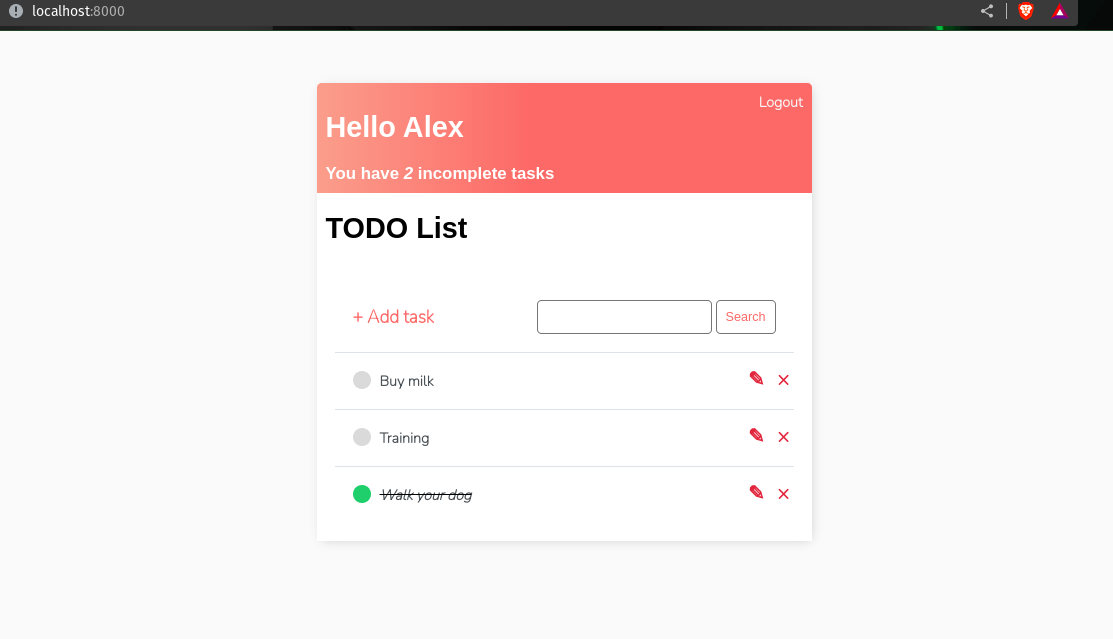 localhost:8000
Logout
Hello Alex
You have 2 incomplete tasks
TODO List
+ Add task
Search
Buy milk
Training
Walk your dog